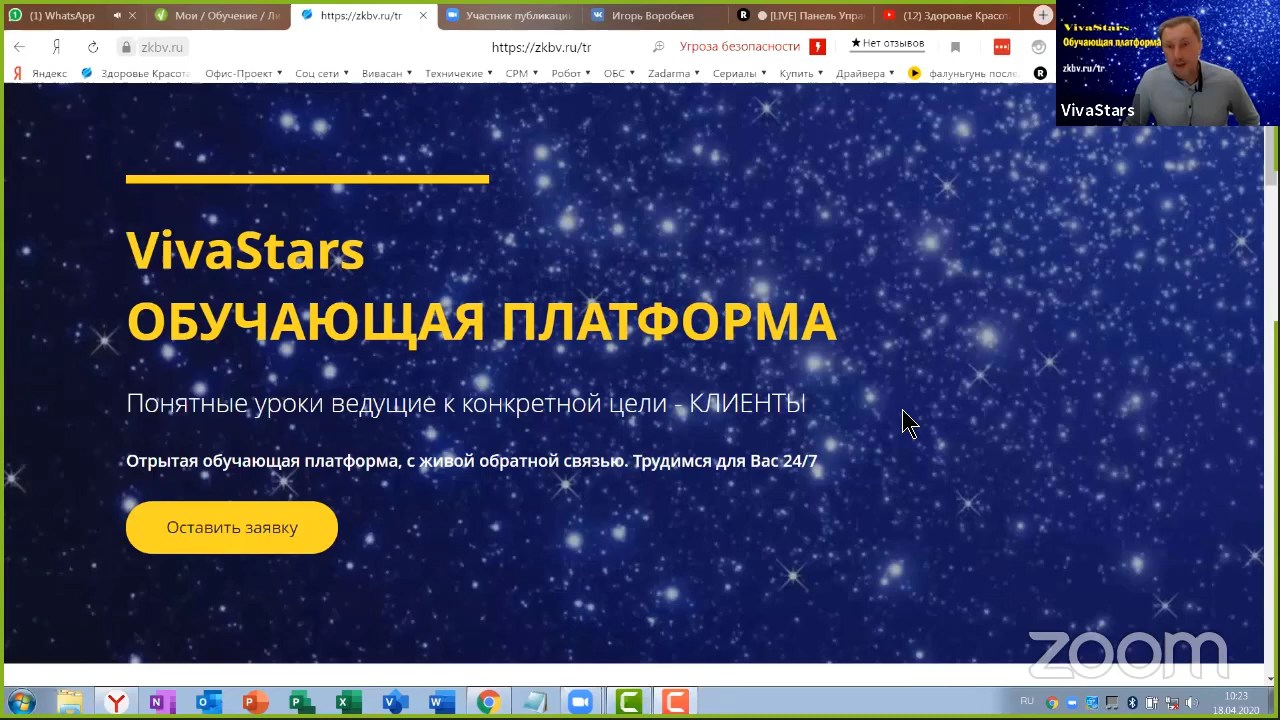 (1) WhatsApp
Мои / Обучение / Ли
https://zkbv.ru/tr
Участник публикаци
Игорь Воробьев
[LIVE] Панель Упра
(12) Здоровье Красот
zkbv.ru
https://zkbv.ru/tr
Угроза безопасности
★ Нет отзывов
Яндекс
Здоровье Красота
Офис-Проект
Соц сети
Вивасан
Техничекие
СРМ
Робот
ОБС
Zadarma
Сериалы
Купить
Драйвера
фалуньгунь после.
VivaStars
Обучающая платформа
zkbv.ru/tr
VivaStars
VivaStars
ОБУЧАЮЩАЯ ПЛАТФОРМА
Понятные уроки ведущие к конкретной цели - КЛИЕНТЫ
Отрытая обучающая платформа, с живой обратной связью. Трудимся для Вас 24/7
Оставить заявку
zoom
RU
10:23
18.04.2020